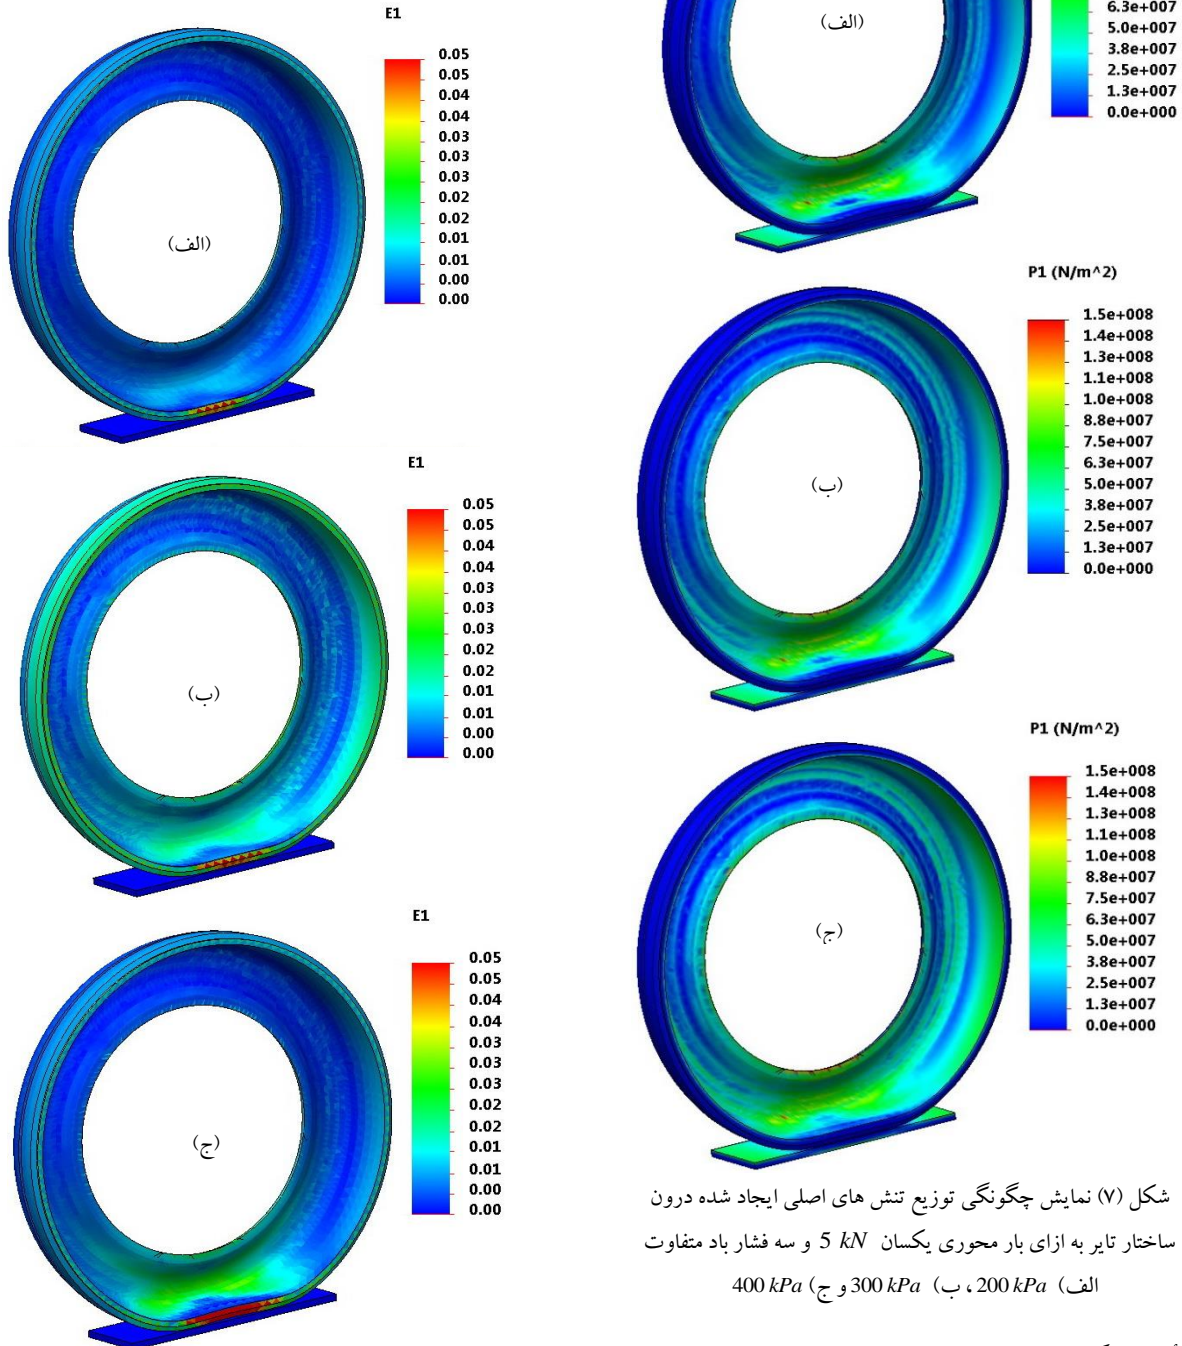 E1
0.05
0.05
0.04
0.04
0.03
0.03
0.03
0.02
0.01
0.01
0.00
0.00
(الف)
E1
0.05
0.05
0.04
0.04
0.03
0.03
0.03
0.02
0.01
0.01
0.00
0.00
(ب)
E1
0.05
0.05
0.04
0.04
0.03
0.03
0.03
0.02
0.01
0.01
0.00
0.00
(ج)
6.3e+007
5.0e+007
3.8e+007
2.5e+007
1.3e+007
0.0e+000
(الف)
P1 (N/m^2)
1.5e+008
1.4e+008
1.3e+008
1.1e+008
1.0e+008
8.8e+007
7.5e+007
6.3e+007
5.0e+007
3.8e+007
2.5e+007
1.3e+007
0.0e+000
(ب)
P1 (N/m^2)
1.5e+008
1.4e+008
1.3e+008
1.1e+008
1.0e+008
8.8e+007
7.5e+007
6.3e+007
5.0e+007
3.8e+007
2.5e+007
1.3e+007
0.0e+000
(ج)
شکل (۷) نمایش چگونگی توزیع تنش های اصلی ایجاد شده درون
ساختار تایر به ازای بار محوری یکسان 5 kN و سه فشار باد متفاوت
الف) 200 kPa ، ب) 300 kPa و ج) 400 kPa